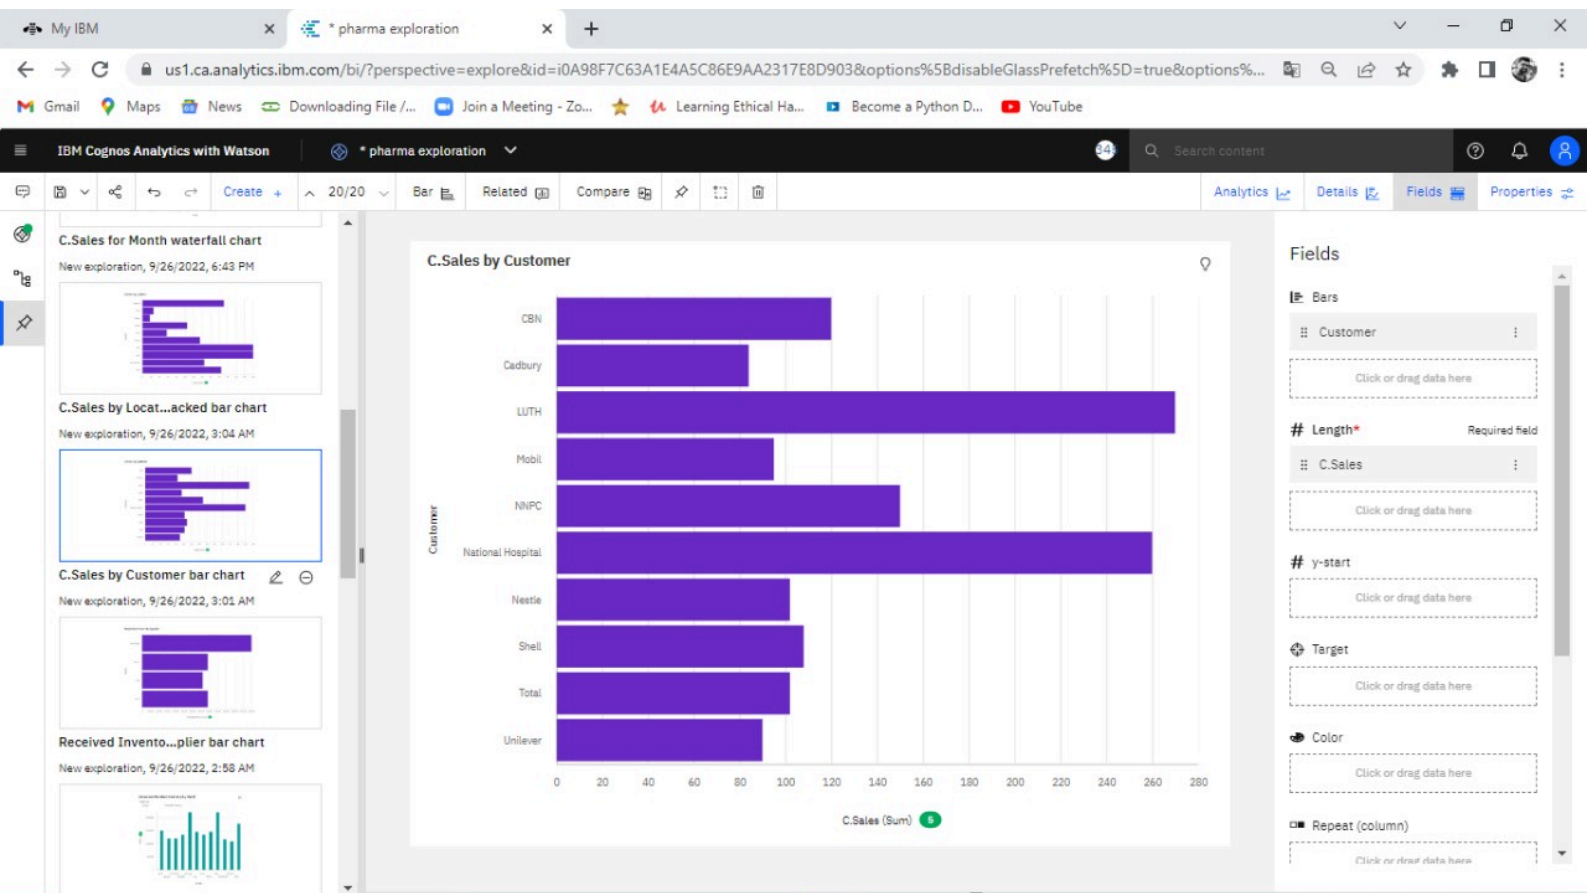 My IBM
* pharma exploration
us1.ca.analytics.ibm.com/bi/?perspective=explore&id=i0A98F7C63A1E4A5C86E9AA2317E8D903&options%5BdisableGlassPrefetch%5D=true&options%...
Gmail Maps News Downloading File /... Join a Meeting - Zo... Learning Ethical Ha... Become a Python D... YouTube
IBM Cognos Analytics with Watson * pharma exploration Search content
Create + 20/20 Bar Related Compare Analytics Details Fields Properties
C.Sales for Month waterfall chart
New exploration, 9/26/2022, 6:43 PM
C.Sales by Locat...acked bar chart
New exploration, 9/26/2022, 3:04 AM
C.Sales by Customer bar chart
New exploration, 9/26/2022, 3:01 AM
Received Invento...plier bar chart
New exploration, 9/26/2022, 2:58 AM
C.Sales by Customer
Customer
CBN
Cadbury
LUTH
Mobil
NNPC
National Hospital
Nestle
Shell
Total
Unilever
0 20 40 60 80 100 120 140 160 180 200 220 240 260 280
C.Sales (Sum) 5
Fields
Bars
Customer
Click or drag data here
# Length* Required field
C.Sales
Click or drag data here
# y-start
Click or drag data here
Target
Click or drag data here
Color
Click or drag data here
Repeat (column)
Click or drag data here